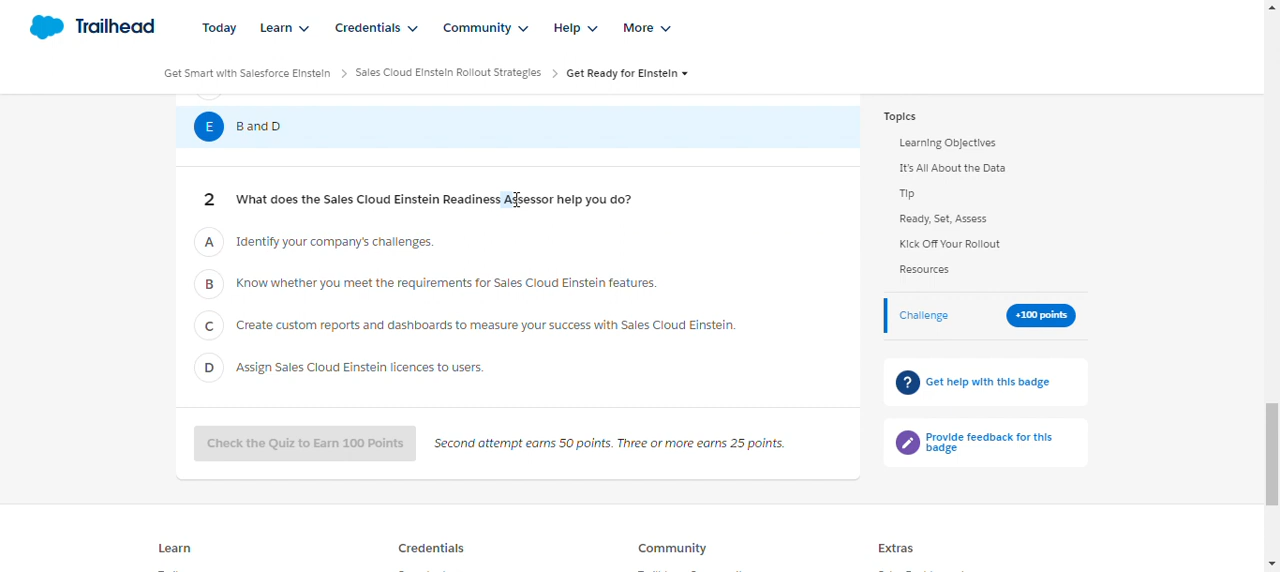 Trailhead
Today Learn Credentials Community Help More
Get Smart with Salesforce Einstein Sales Cloud Einstein Rollout Strategies Get Ready for Einstein
E B and D
2 What does the Sales Cloud Einstein Readiness Assessor help you do?
A Identify your company's challenges.
B Know whether you meet the requirements for Sales Cloud Einstein features.
C Create custom reports and dashboards to measure your success with Sales Cloud Einstein.
D Assign Sales Cloud Einstein licences to users.
Check the Quiz to Earn 100 Points Second attempt earns 50 points. Three or more earns 25 points.
Topics
Learning Objectives
It's All About the Data
Tip
Ready, Set, Assess
Kick Off Your Rollout
Resources
Challenge +100 points
? Get help with this badge
Provide feedback for this
badge
Learn Credentials Community Extras